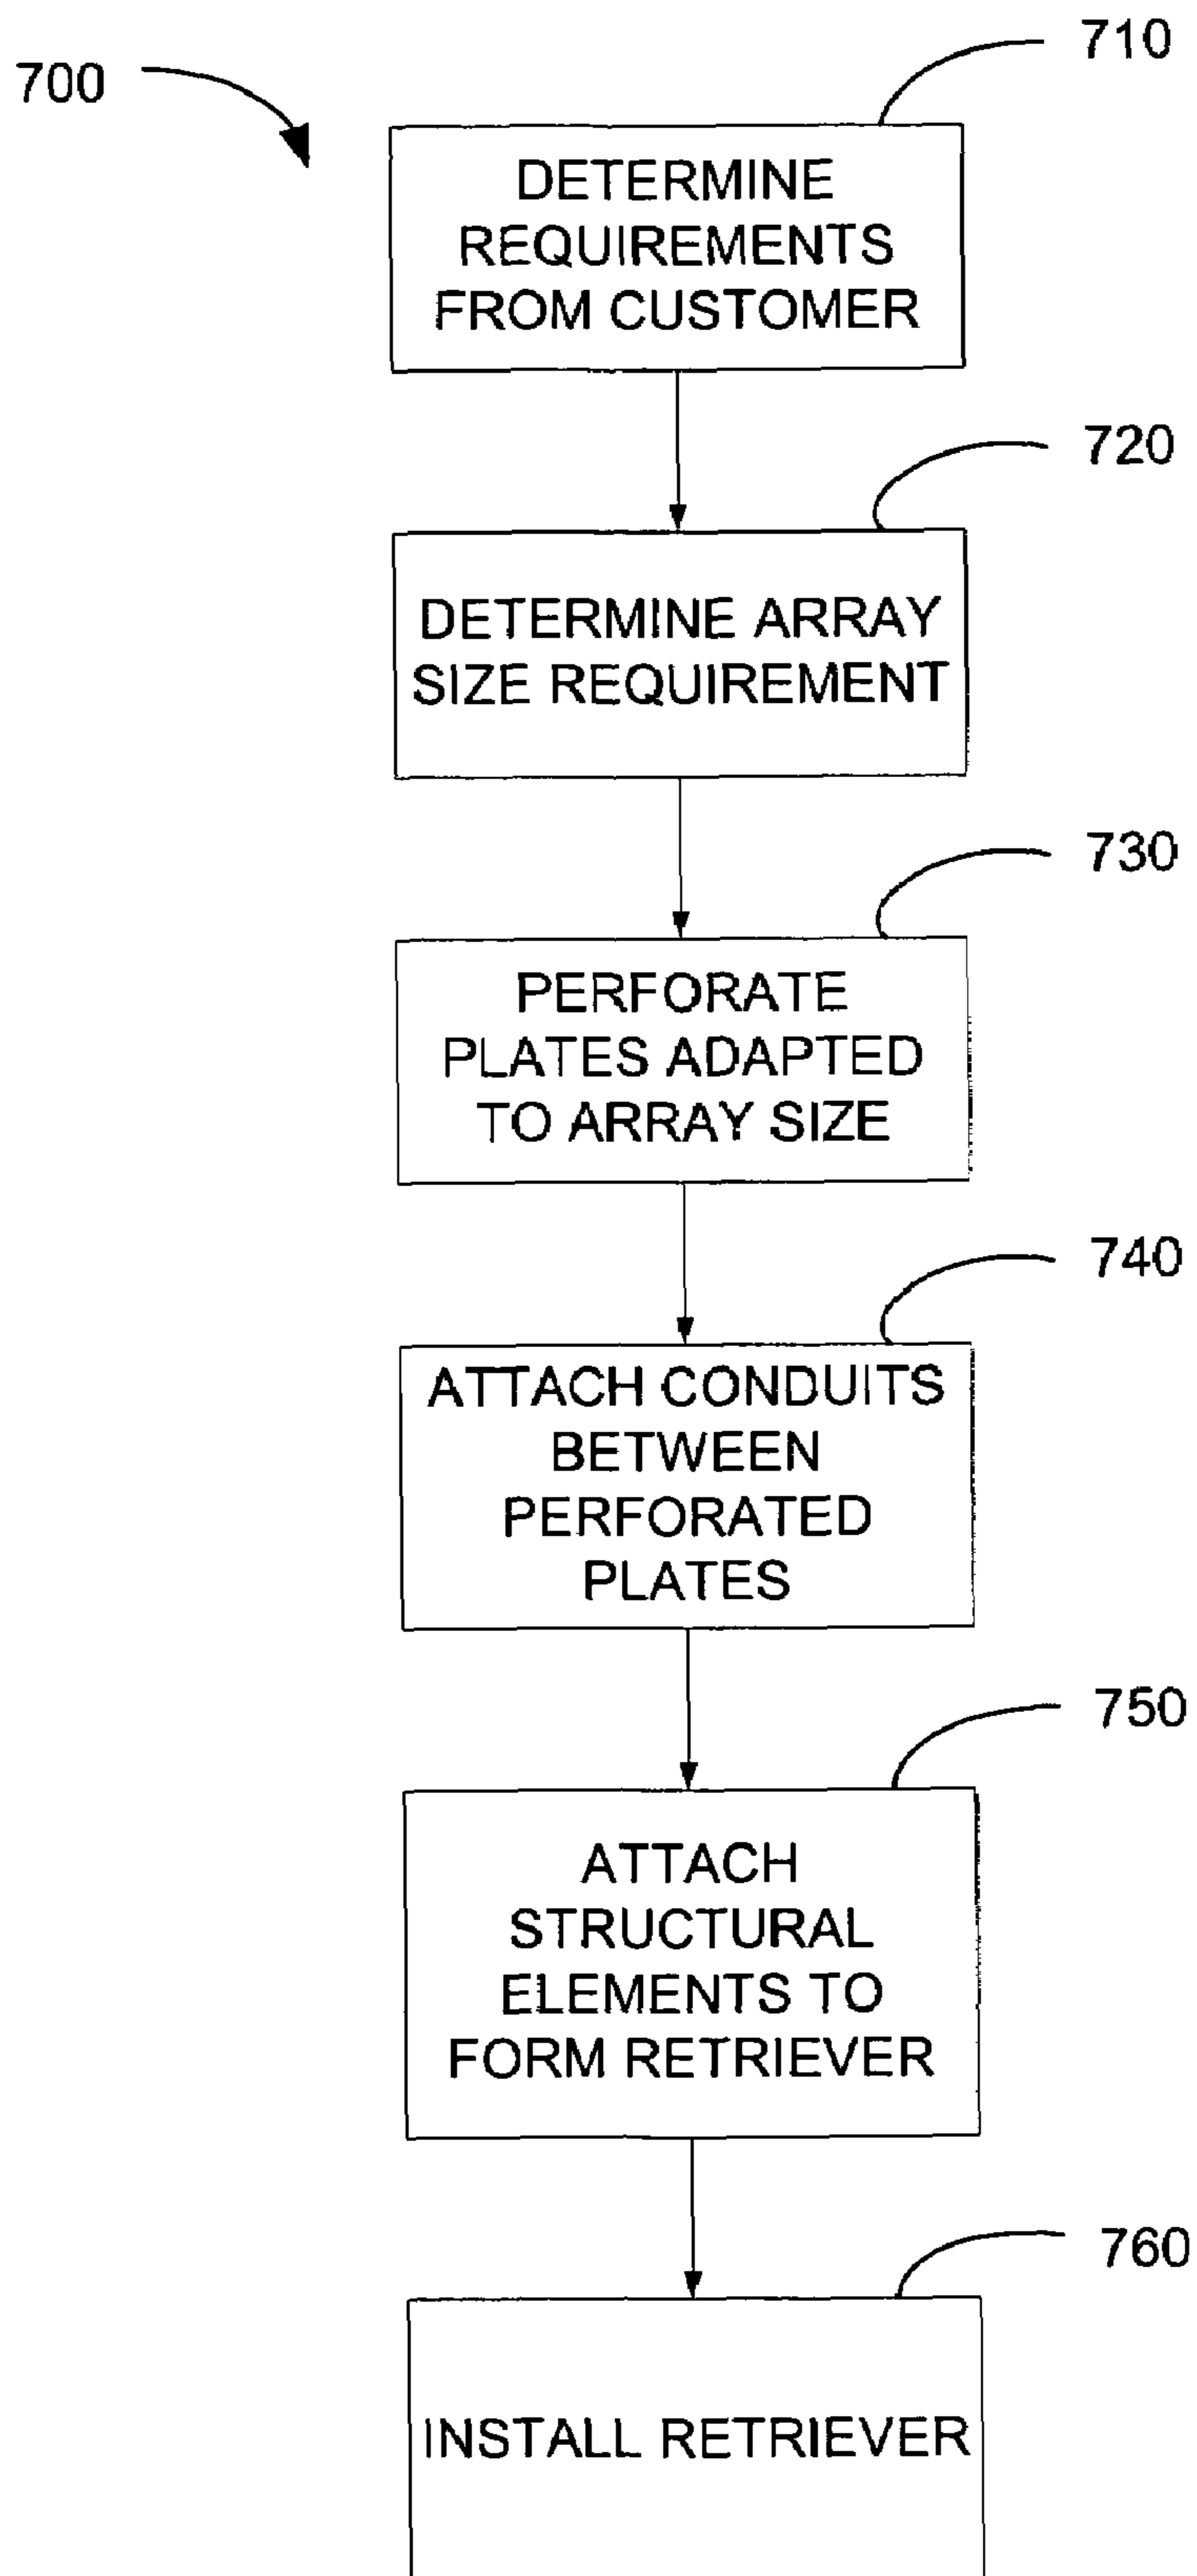 700
710
DETERMINE
REQUIREMENTS
FROM CUSTOMER
720
DETERMINE ARRAY
SIZE REQUIREMENT
730
PERFORATE
PLATES ADAPTED
TO ARRAY SIZE
740
ATTACH CONDUITS
BETWEEN
PERFORATED
PLATES
750
ATTACH
STRUCTURAL
ELEMENTS TO
FORM RETRIEVER
760
INSTALL RETRIEVER